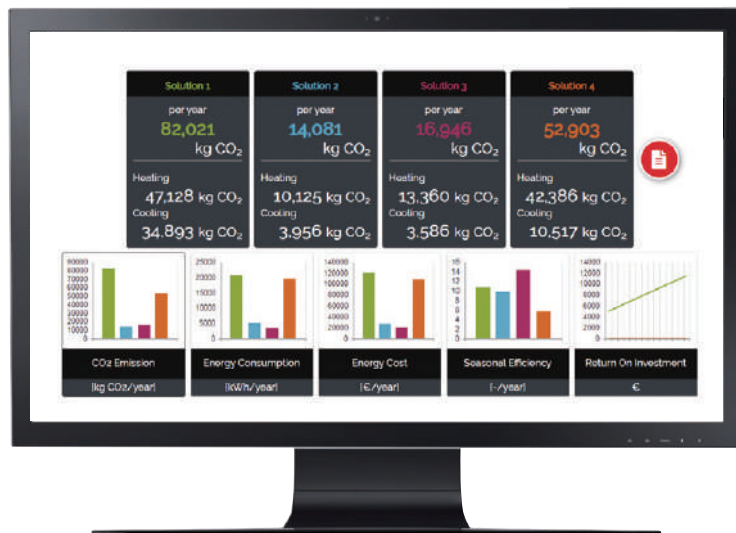 Solution 1
per year
82,021
kg CO₂
Heating
47,128 kg CO₂
Cooling
34,893 kg CO₂
Solution 2
per year
14,081
kg CO₂
Heating
10,125 kg CO₂
Cooling
3,956 kg CO₂
Solution 3
per year
16,946
kg CO₂
Heating
13,360 kg CO₂
Cooling
3,586 kg CO₂
Solution 4
per year
52,903
kg CO₂
Heating
42,386 kg CO₂
Cooling
10,517 kg CO₂
90000
80000
70000
60000
50000
40000
30000
20000
10000
0
CO2 Emission
[kg CO2/year]
25000
20000
15000
10000
5000
0
Energy Consumption
[kWh/year]
140000
120000
100000
80000
60000
40000
20000
0
Energy Cost
[€/year]
16
14
12
10
8
6
4
2
0
Seasonal Efficiency
[-/year]
14000
12000
10000
8000
6000
4000
2000
0
Return On Investment
€